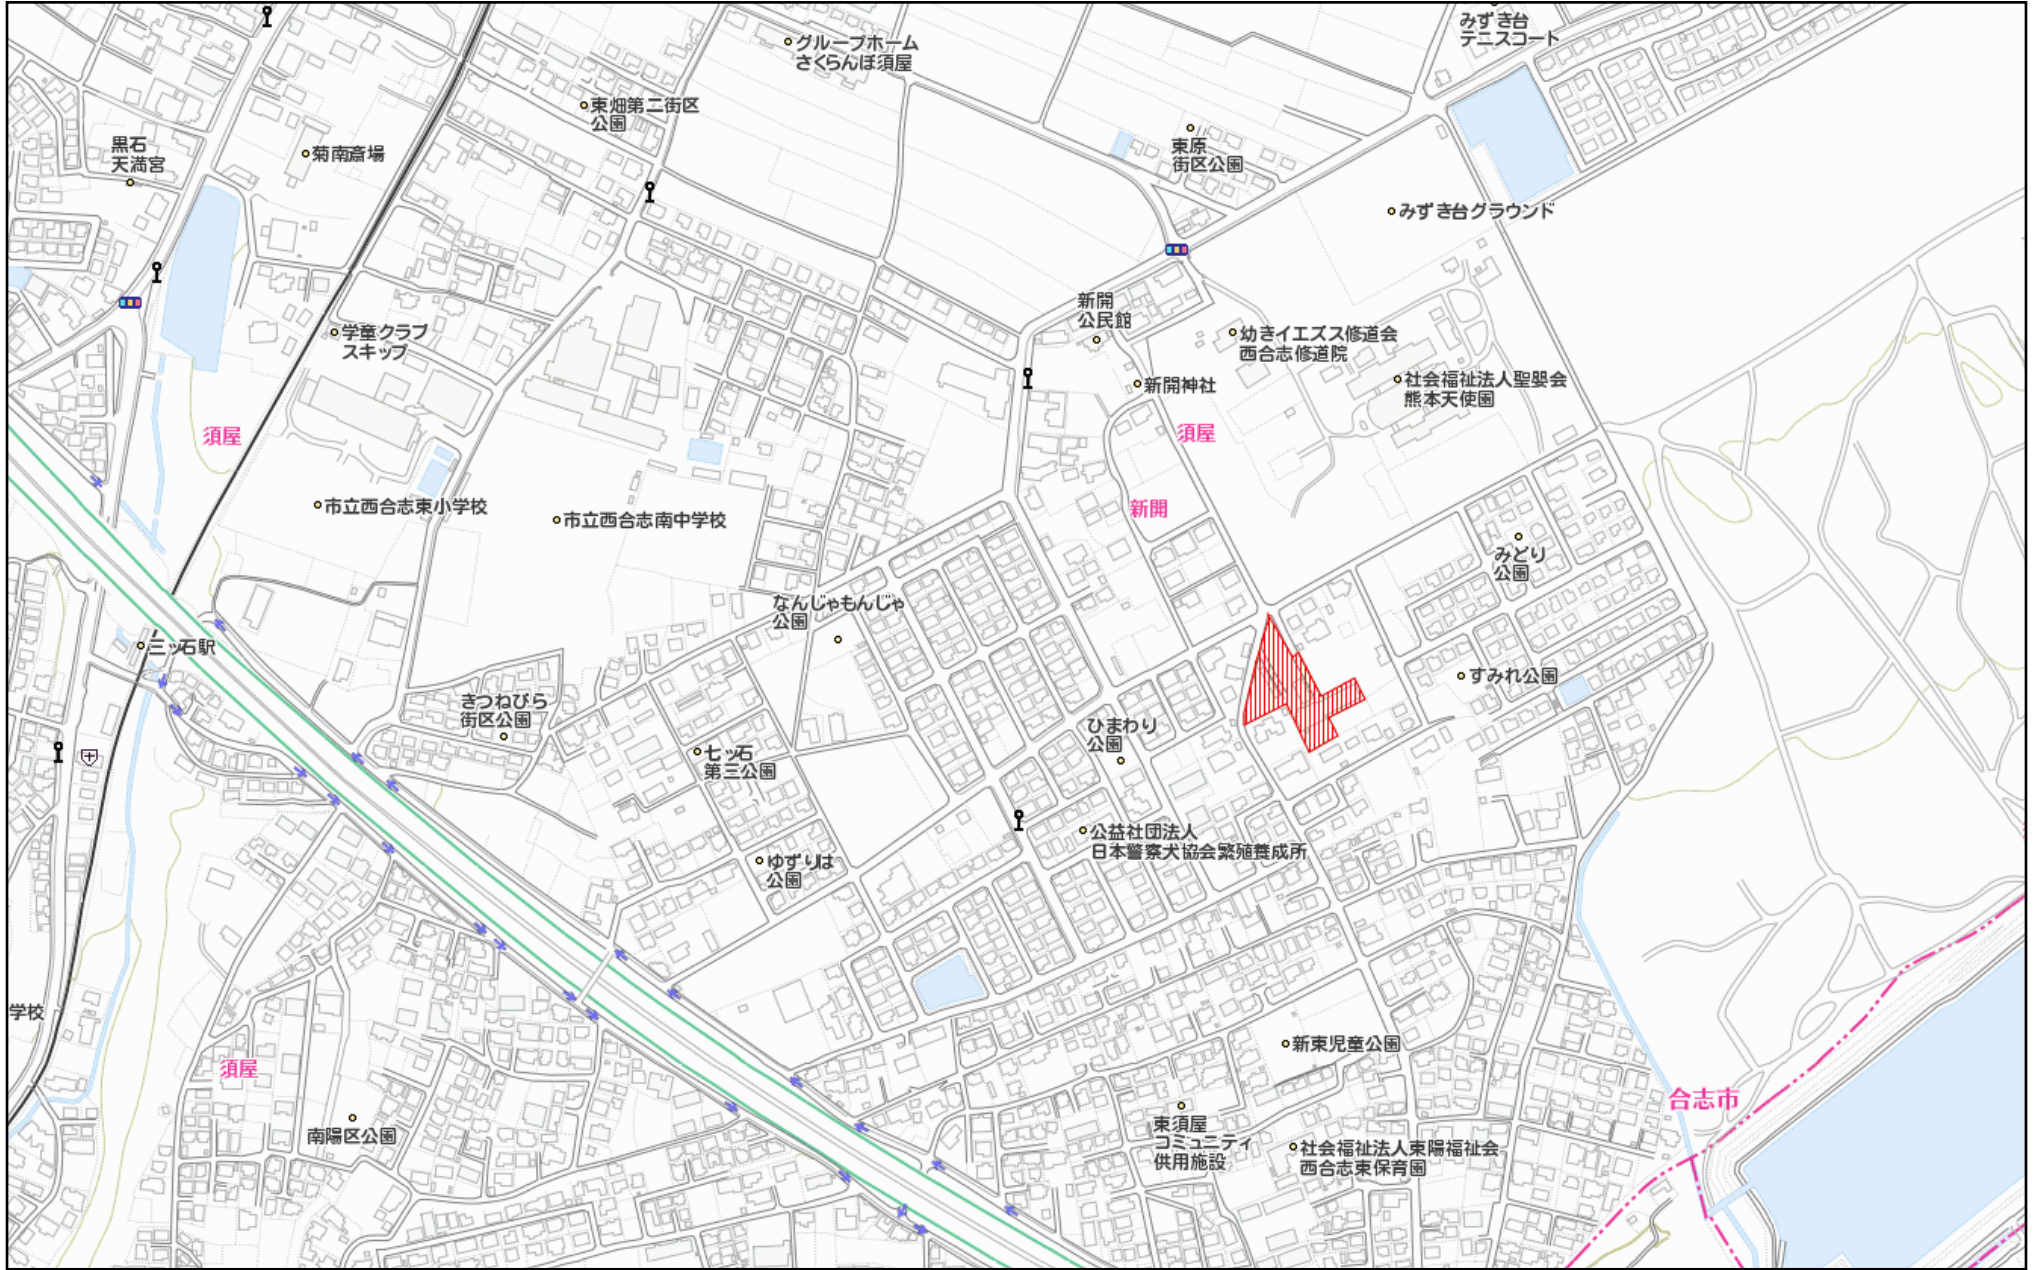 みずき台
テニスコート
グループホーム
さくらんぼ須屋
東畑第二街区
公園
黒石
天満宮
菊南斎場
東原
街区公園
みずき台グラウンド
新開
公民館
学童クラブ
スキップ
幼きイエズス修道会
西合志修道院
新開神社
社会福祉法人聖嬰会
熊本天使園
須屋
須屋
新開
市立西合志東小学校
市立西合志南中学校
みどり
公園
なんじゃもんじゃ
公園
三ッ石駅
すみれ公園
きつねびら
街区公園
ひまわり
公園
七ッ石
第三公園
公益社団法人
日本警察犬協会繁殖養成所
ゆずりは
公園
学校
新東児童公園
須屋
合志市
南陽区公園
東須屋
コミュニティ
供用施設
社会福祉法人東陽福祉会
西合志東保育園